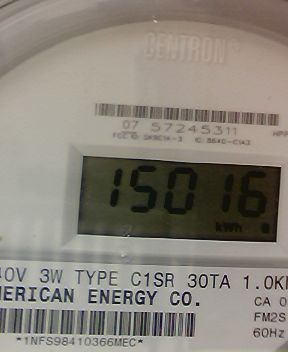 CENTRON®
07 57245311
15016
kWh
40V 3W TYPE C1SR 30TA 1.0K
MERICAN ENERGY CO.
CA 0
FM2S
60Hz
*1NFS98410366MEC*